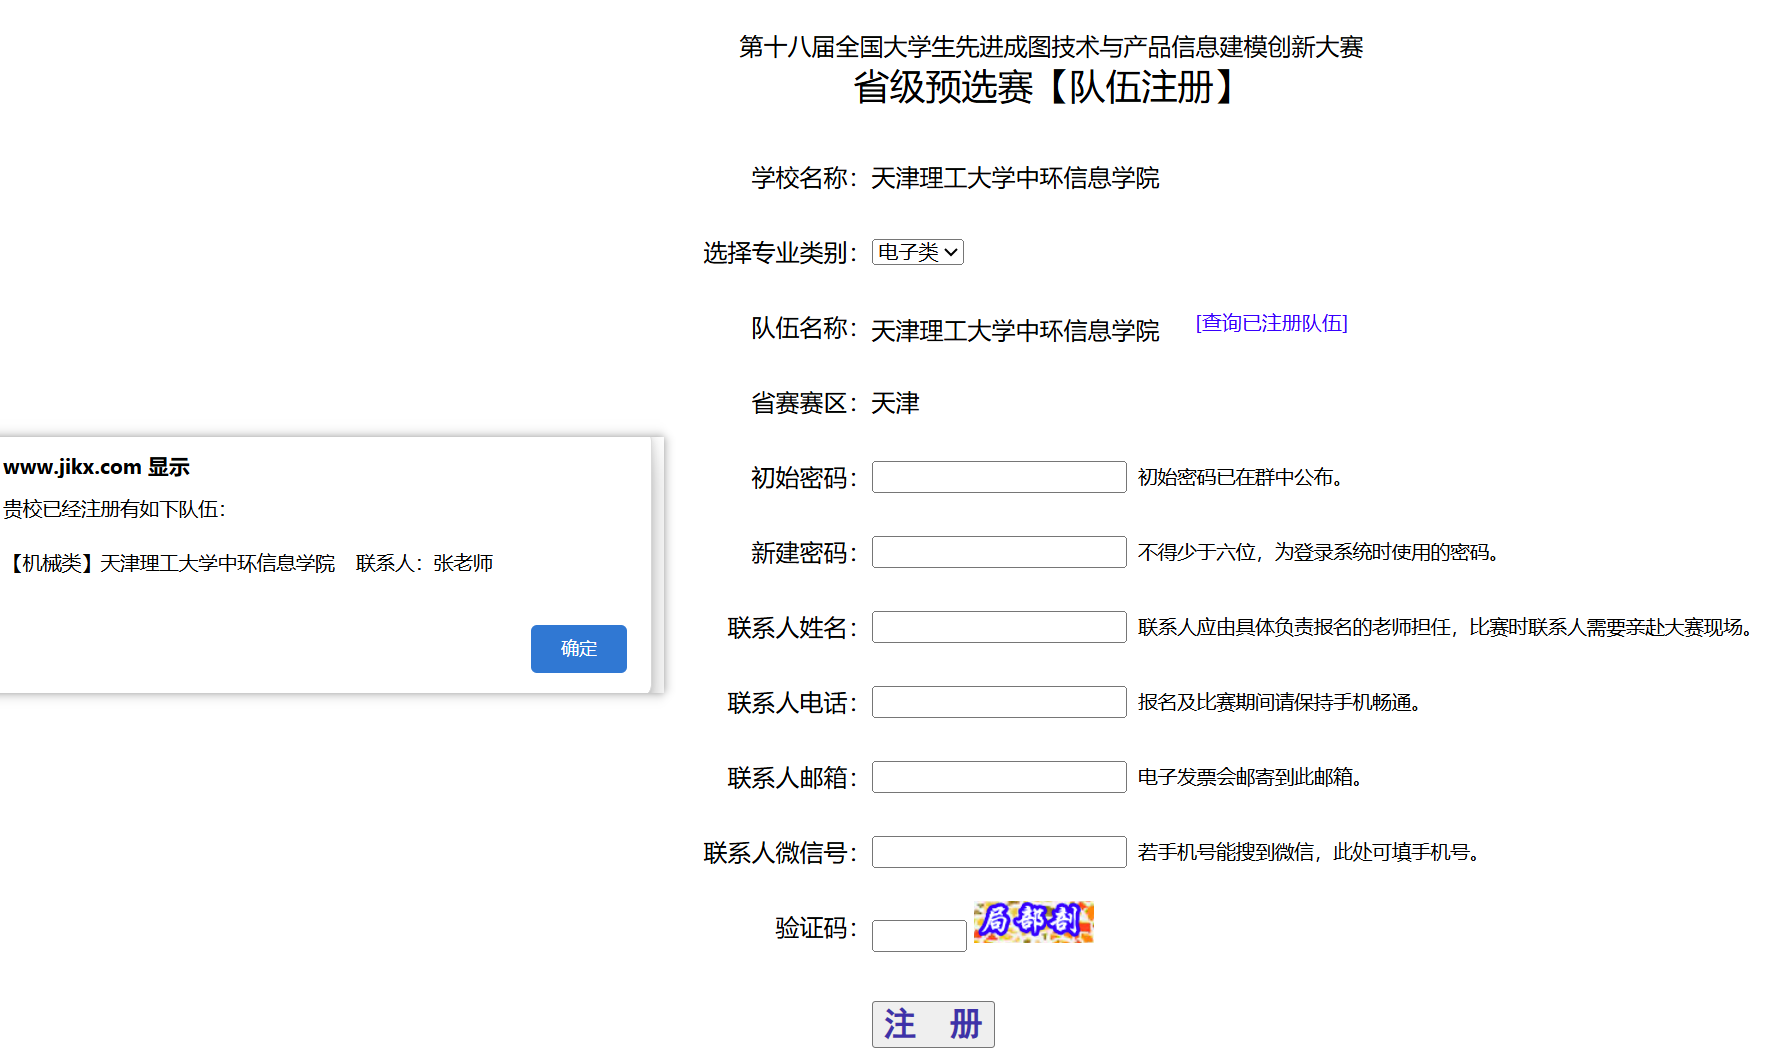 第十八届全国大学生先进成图技术与产品信息建模创新大赛
省级预选赛【队伍注册】
学校名称：天津理工大学中环信息学院
选择专业类别：电子类
队伍名称：天津理工大学中环信息学院 [查询已注册队伍]
省赛赛区：天津
www.jikx.com 显示
贵校已经注册有如下队伍：
【机械类】天津理工大学中环信息学院 联系人：张老师
确定
初始密码： 初始密码已在群中公布。
新建密码： 不得少于六位，为登录系统时使用的密码。
联系人姓名： 联系人应由具体负责报名的老师担任，比赛时联系人需要亲赴大赛现场。
联系人电话： 报名及比赛期间请保持手机畅通。
联系人邮箱： 电子发票会邮寄到此邮箱。
联系人微信号： 若手机号能搜到微信，此处可填手机号。
验证码： 局部割
注 册